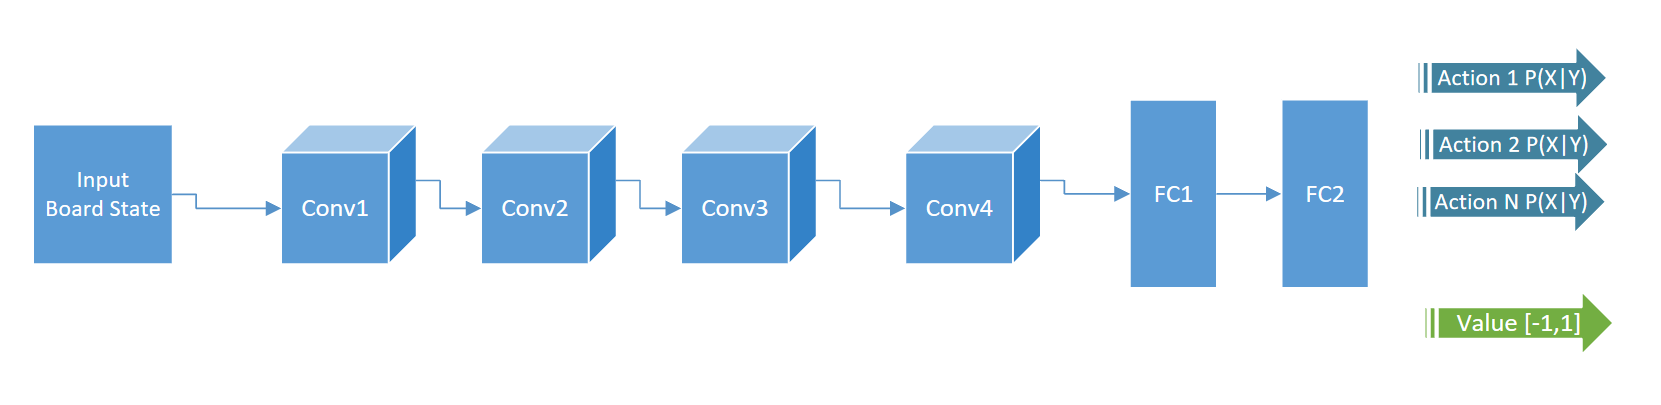 Input
Board State
Conv1
Conv2
Conv3
Conv4
FC1
FC2
Action 1 P(X|Y)
Action 2 P(X|Y)
Action N P(X|Y)
Value [-1,1]